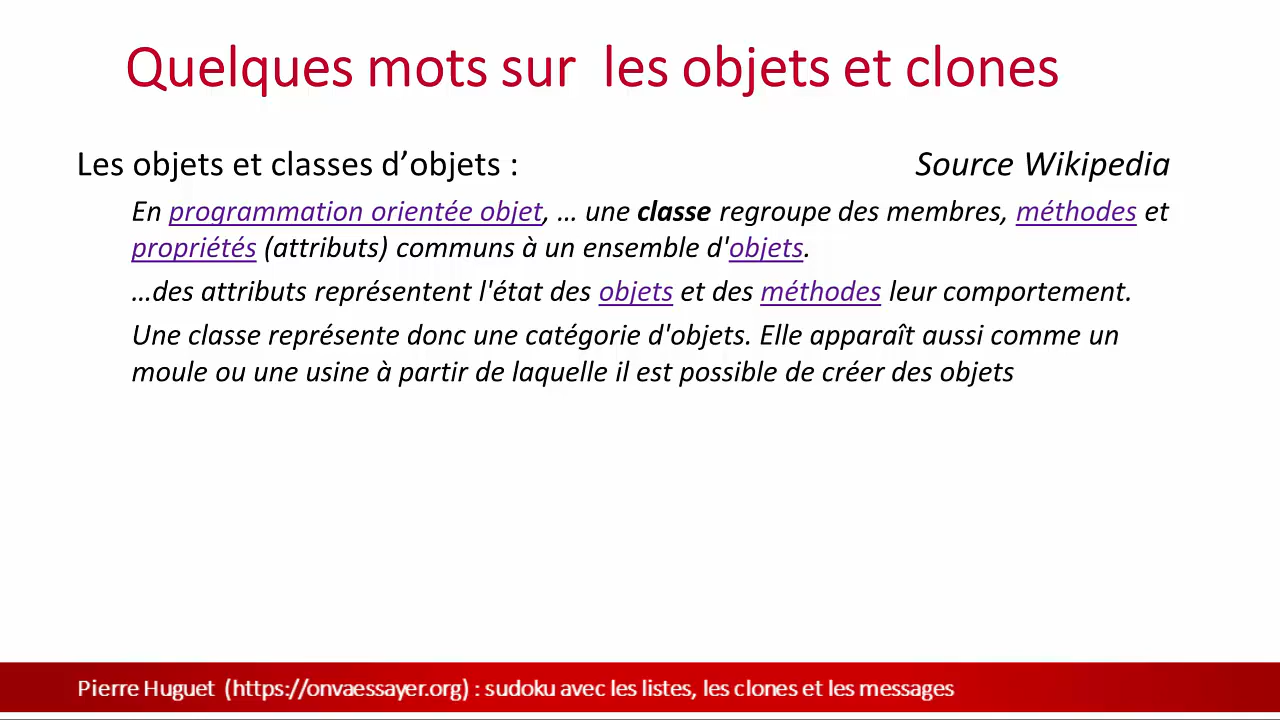 Quelques mots sur les objets et clones
Les objets et classes d’objets : Source Wikipedia
En programmation orientée objet, ... une classe regroupe des membres, méthodes et
propriétés (attributs) communs à un ensemble d'objets.
...des attributs représentent l'état des objets et des méthodes leur comportement.
Une classe représente donc une catégorie d'objets. Elle apparaît aussi comme un
moule ou une usine à partir de laquelle il est possible de créer des objets
Pierre Huguet (https://onvaessayer.org) : sudoku avec les listes, les clones et les messages